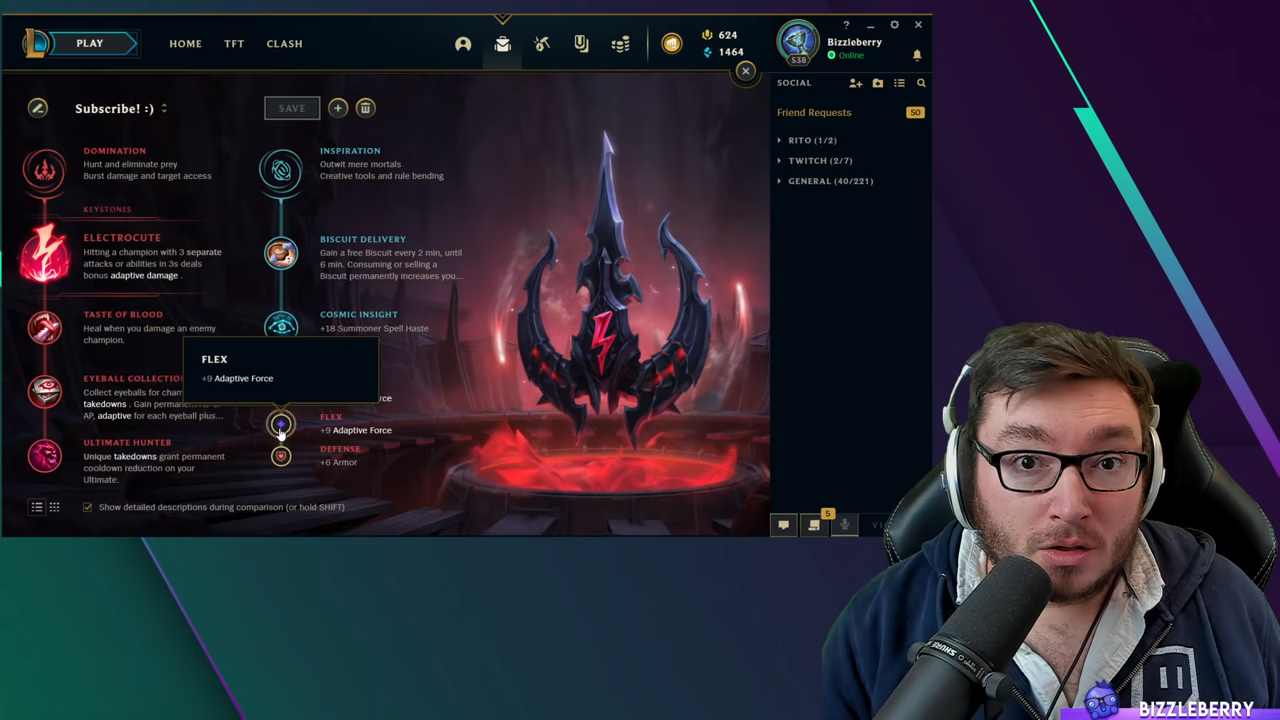 PLAY
HOME
TFT
CLASH
624
1464
538
?
Bizzleberry
Online
Subscribe! :)
SAVE
SOCIAL
Friend Requests
50
RITO (1/2)
TWITCH (2/7)
GENERAL (40/221)
DOMINATION
Hunt and eliminate prey
Burst damage and target access
KEYSTONES
ELECTROCUTE
Hitting a champion with 3 separate
attacks or abilities in 3s deals
bonus adaptive damage .
TASTE OF BLOOD
Heal when you damage an enemy
champion.
EYEBALL COLLECTIO
Collect eyeballs for cham
takedowns . Gain perman
AP, adaptive for each eyeball plus...
ULTIMATE HUNTER
Unique takedowns grant permanent
cooldown reduction on your
Ultimate.
INSPIRATION
Outwit mere mortals
Creative tools and rule bending
BISCUIT DELIVERY
Gain a free Biscuit every 2 min, until
6 min. Consuming or selling a
Biscuit permanently increases you...
COSMIC INSIGHT
+18 Summoner Spell Haste
FLEX
+9 Adaptive Force
rce
FLEX
+9 Adaptive Force
DEFENSE
+6 Armor
Show detailed descriptions during comparison (or hold SHIFT)
5
V1
SHURE
BIZZLEBERRY